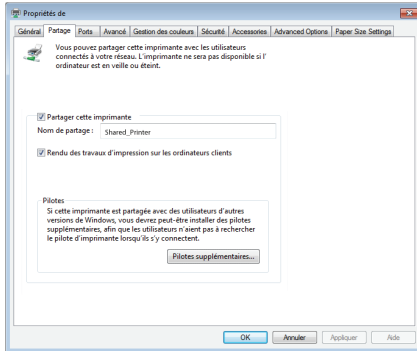 Propriétés de
Général Partage Ports Avancé Gestion des couleurs Sécurité Accessoires Advanced Options Paper Size Settings
Vous pouvez partager cette imprimante avec les utilisateurs
connectés à votre réseau. L'imprimante ne sera pas disponible si l'
ordinateur est en veille ou éteint.
Partager cette imprimante
Nom de partage : Shared_Printer
Rendu des travaux d'impression sur les ordinateurs clients
Pilotes
Si cette imprimante est partagée avec des utilisateurs d'autres
versions de Windows, vous devrez peut-être installer des pilotes
supplémentaires, afin que les utilisateurs n'aient pas à rechercher
le pilote d'imprimante lorsqu'ils s'y connectent.
Pilotes supplémentaires...
OK Annuler Appliquer Aide